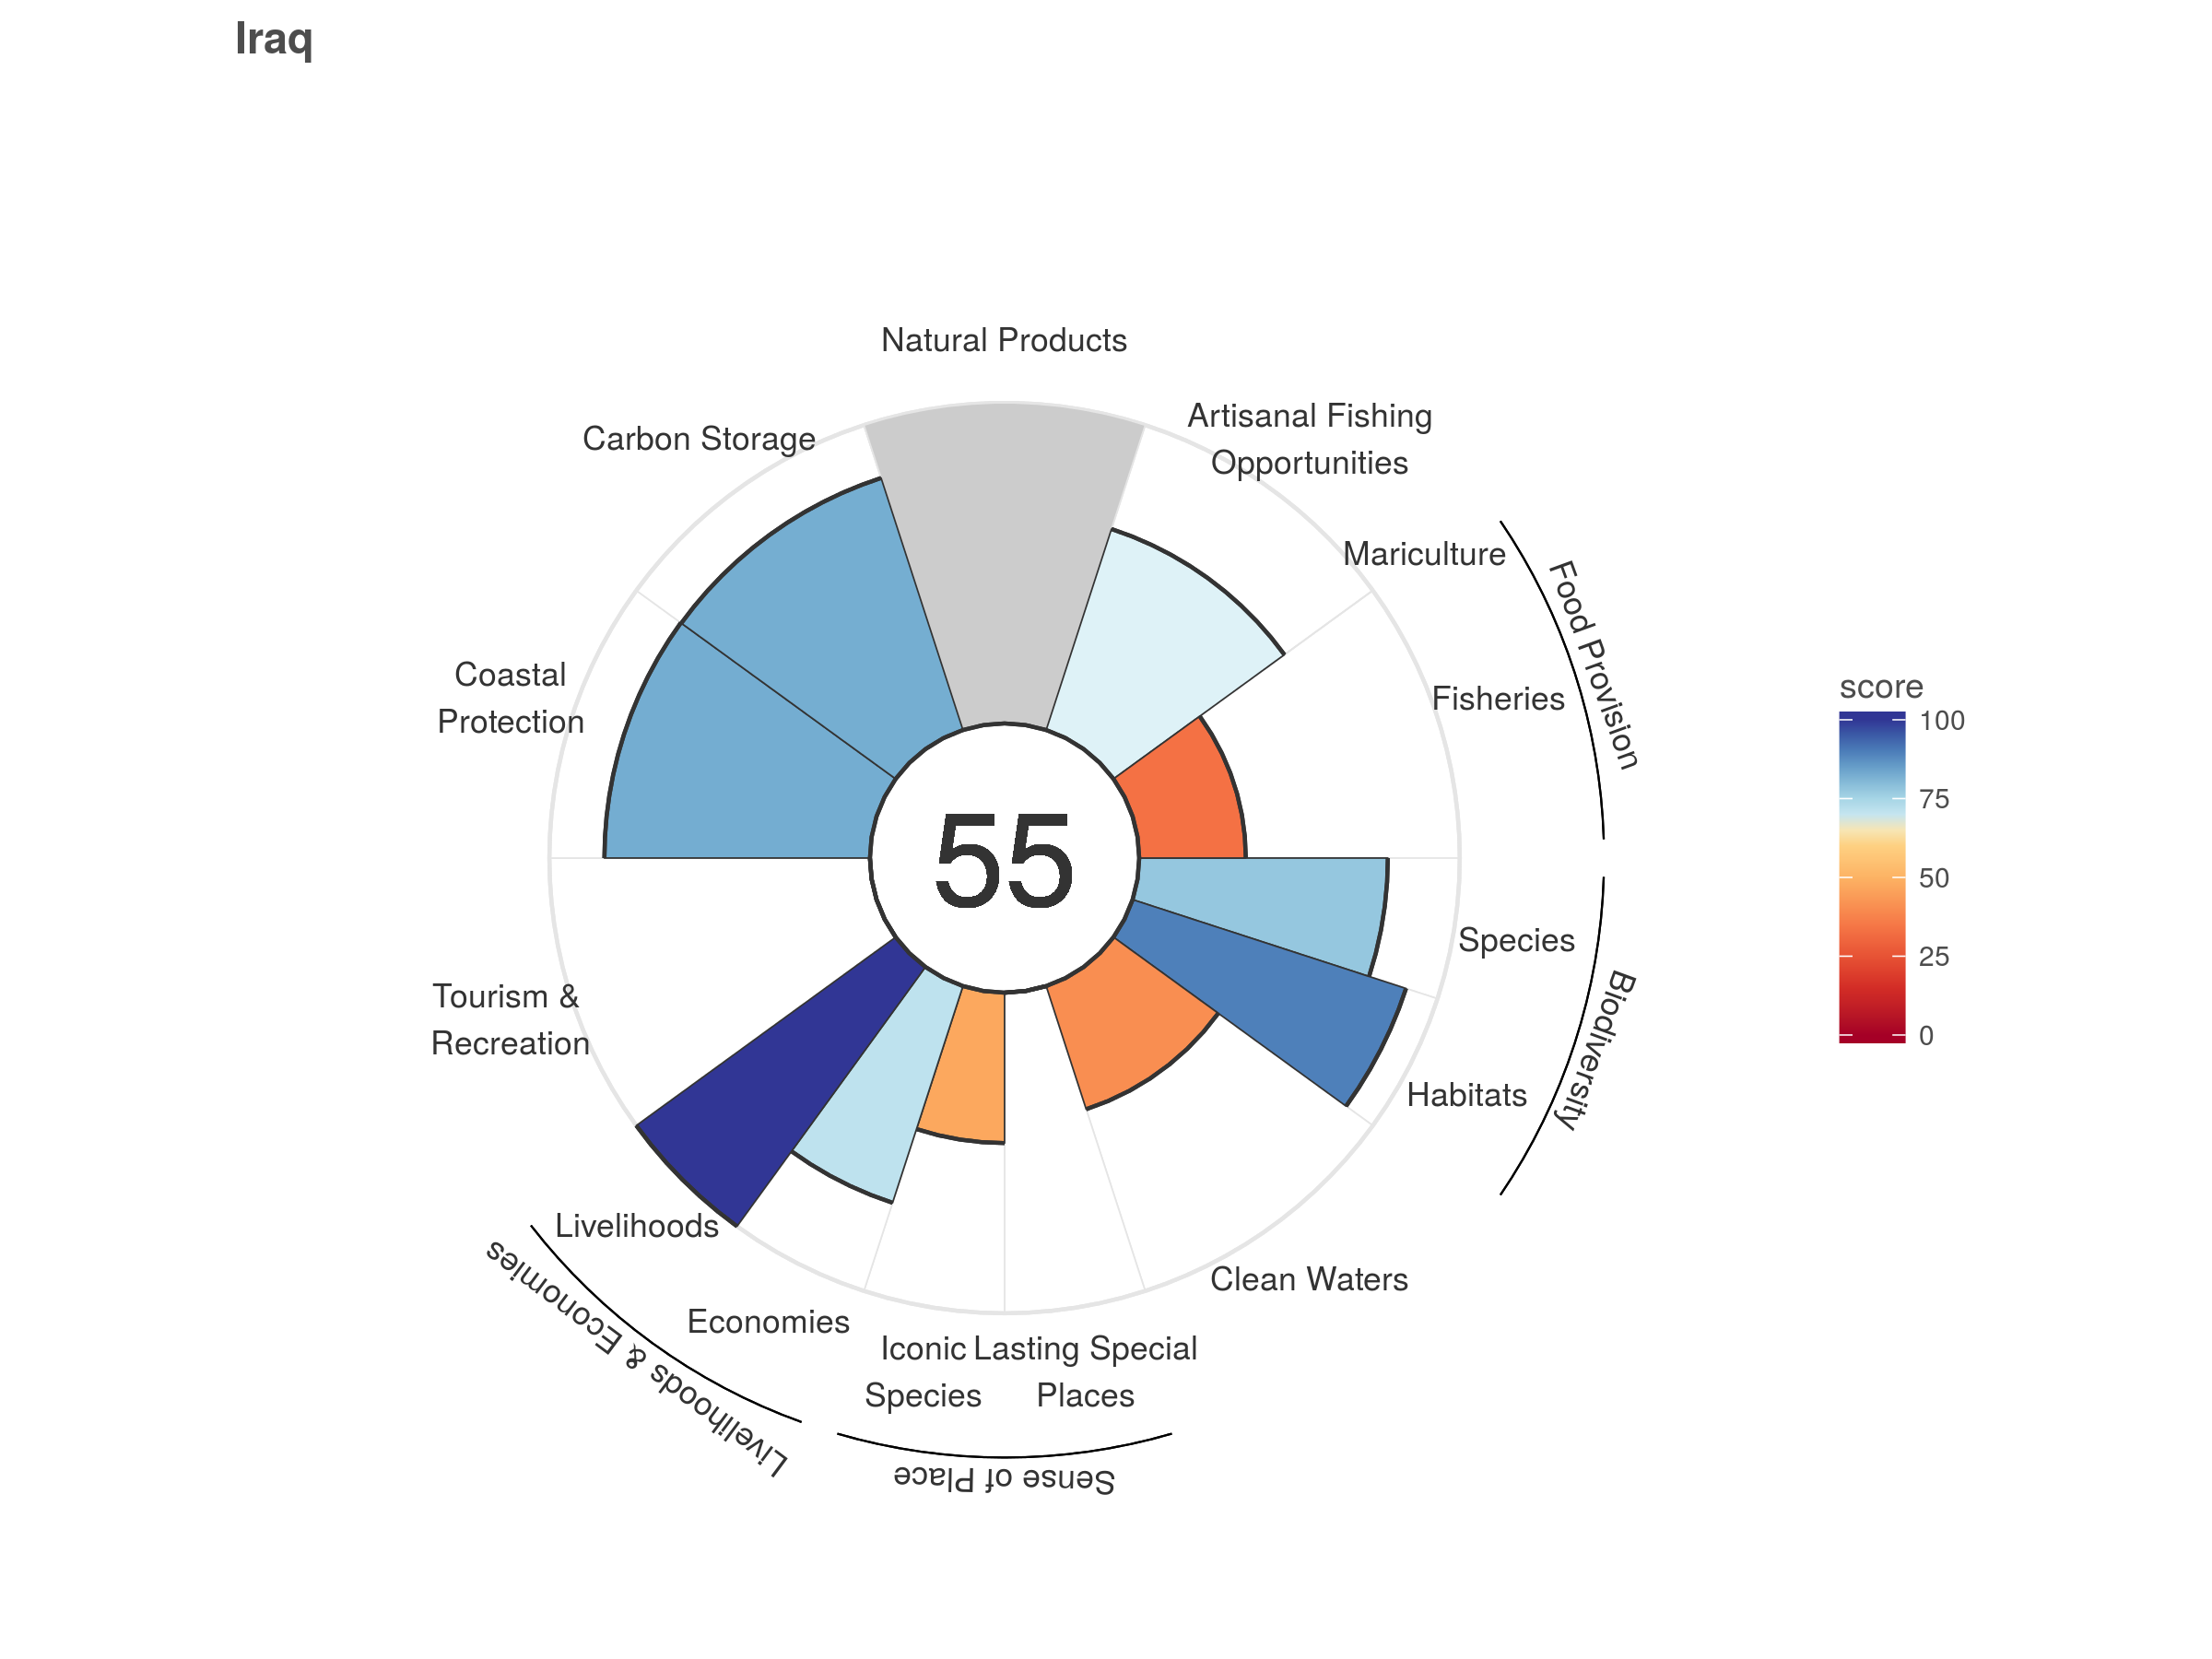 Iraq
Natural Products
Artisanal Fishing
Opportunities
Carbon Storage
Mariculture
Food Provision
Fisheries
Coastal
Protection
score
100
75
50
25
0
55
Species
Biodiversity
Habitats
Tourism &
Recreation
Livelihoods
Clean Waters
Economies
Livelihoods & Economies
Iconic
Species
Lasting Special
Places
Sense of Place